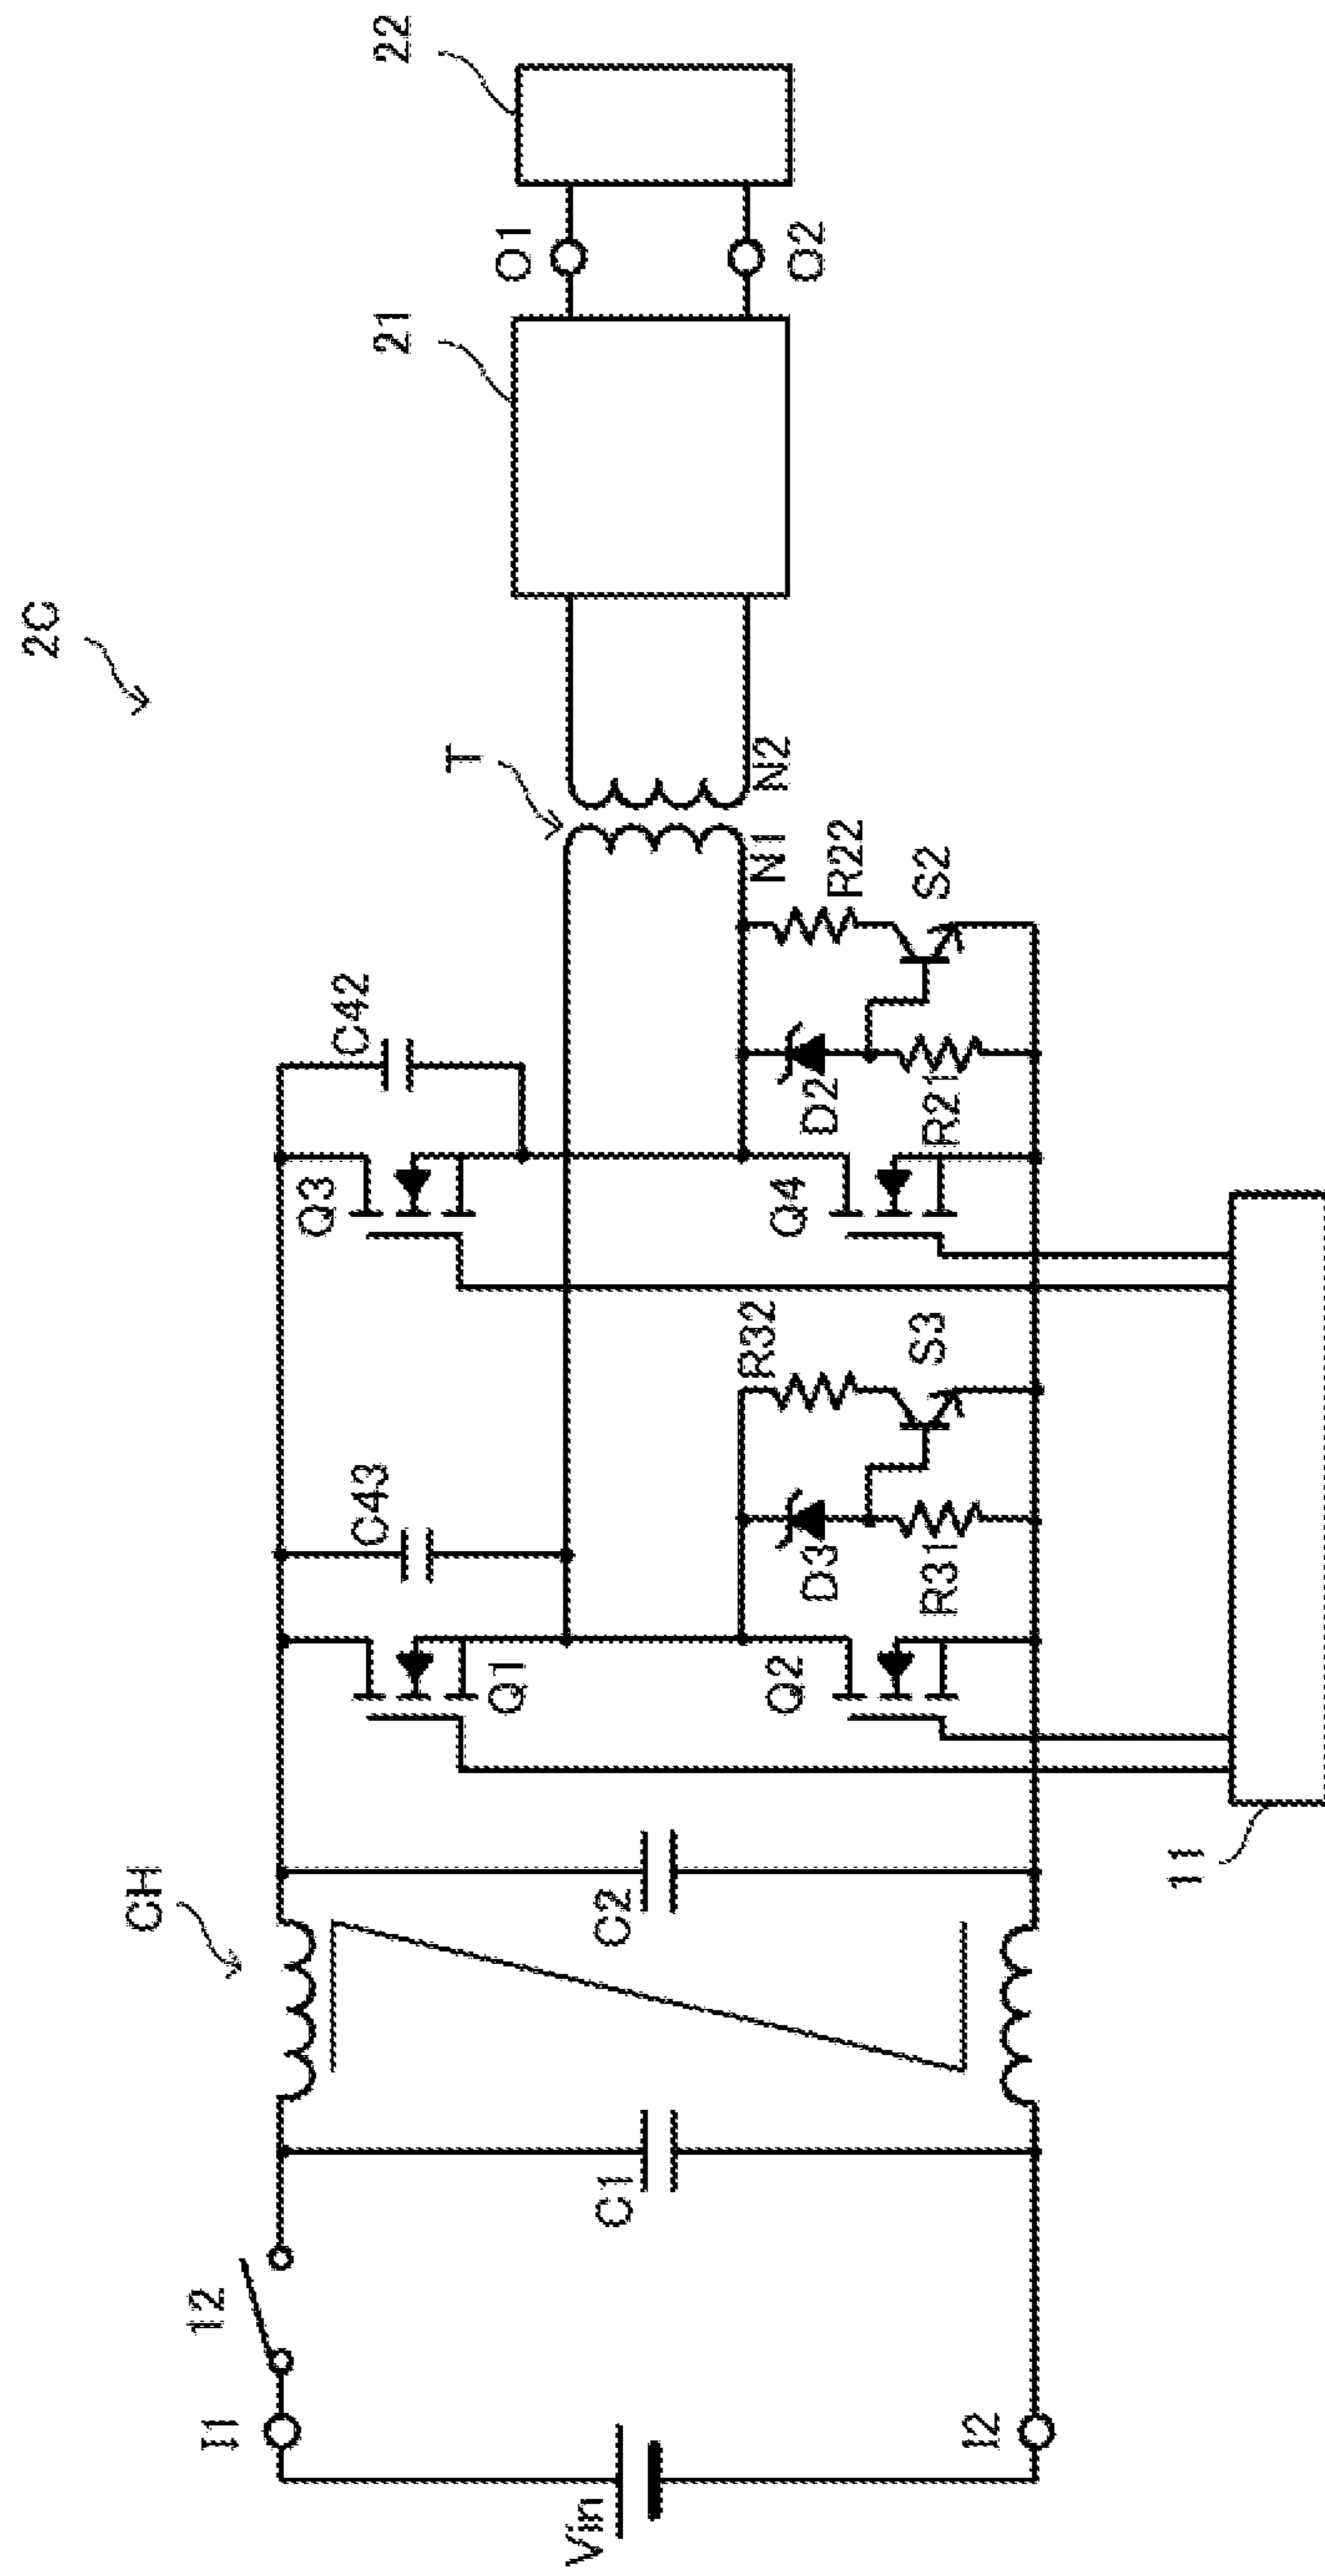 2C
CH
12
I1
Vin
I2
C1
C2
C43
C42
Q1
Q2
Q3
Q4
D3
R31
R32
S3
D2
R21
R22
S2
T
N1
N2
21
22
O1
O2
11